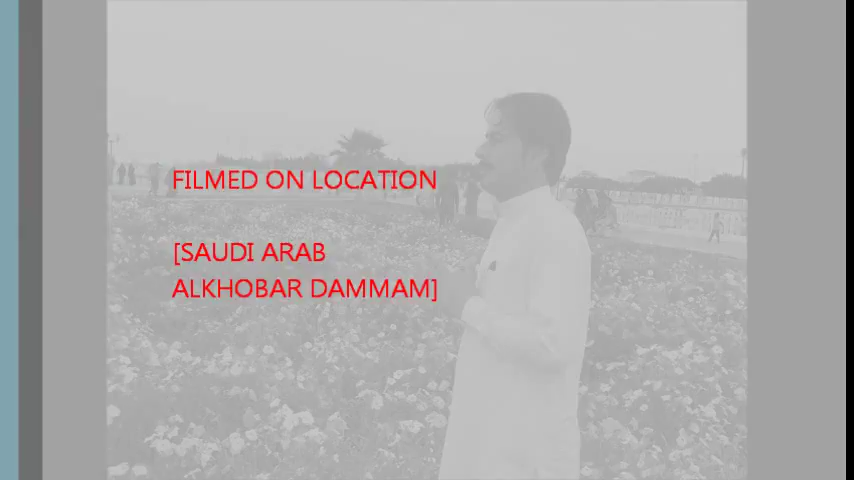 FILMED ON LOCATION
[SAUDI ARAB
ALKHOBAR DAMMAM]